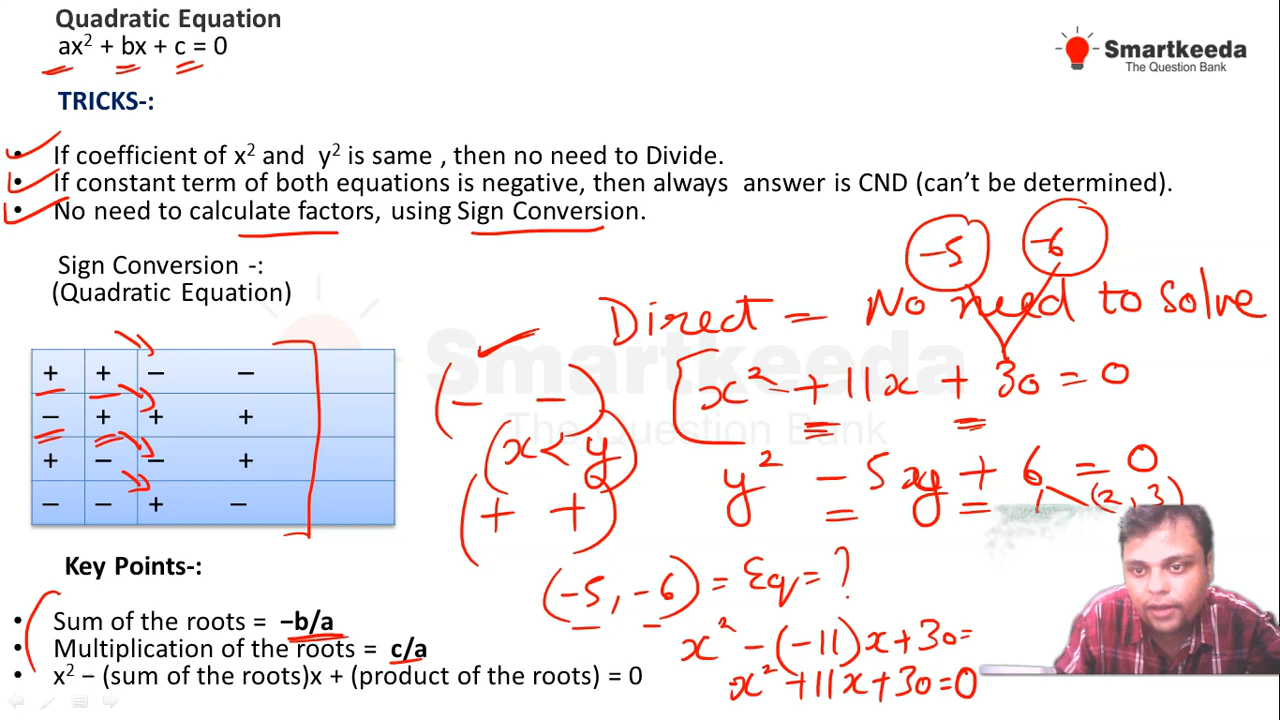 Quadratic Equation
ax² + bx + c = 0
Smartkeeda
The Question Bank
TRICKS-:
• If coefficient of x² and y² is same , then no need to Divide.
• If constant term of both equations is negative, then always answer is CND (can’t be determined).
• No need to calculate factors, using Sign Conversion.
-5 -6
Sign Conversion -:
(Quadratic Equation)
Direct = No need to solve
+ + − −
− + + +
+ − − +
− − + −
(− −)
x² + 11x + 30 = 0
Smartkeeda
The Question Bank
(x < y)
y² − 5xy + 6 = 0
(+ +)
(2, 3)
Key Points-:
(-5, -6) = Eq = ?
• Sum of the roots = −b/a
• Multiplication of the roots = c/a
• x² − (sum of the roots)x + (product of the roots) = 0
x² − (−11)x + 30 =
x² + 11x + 30 = 0